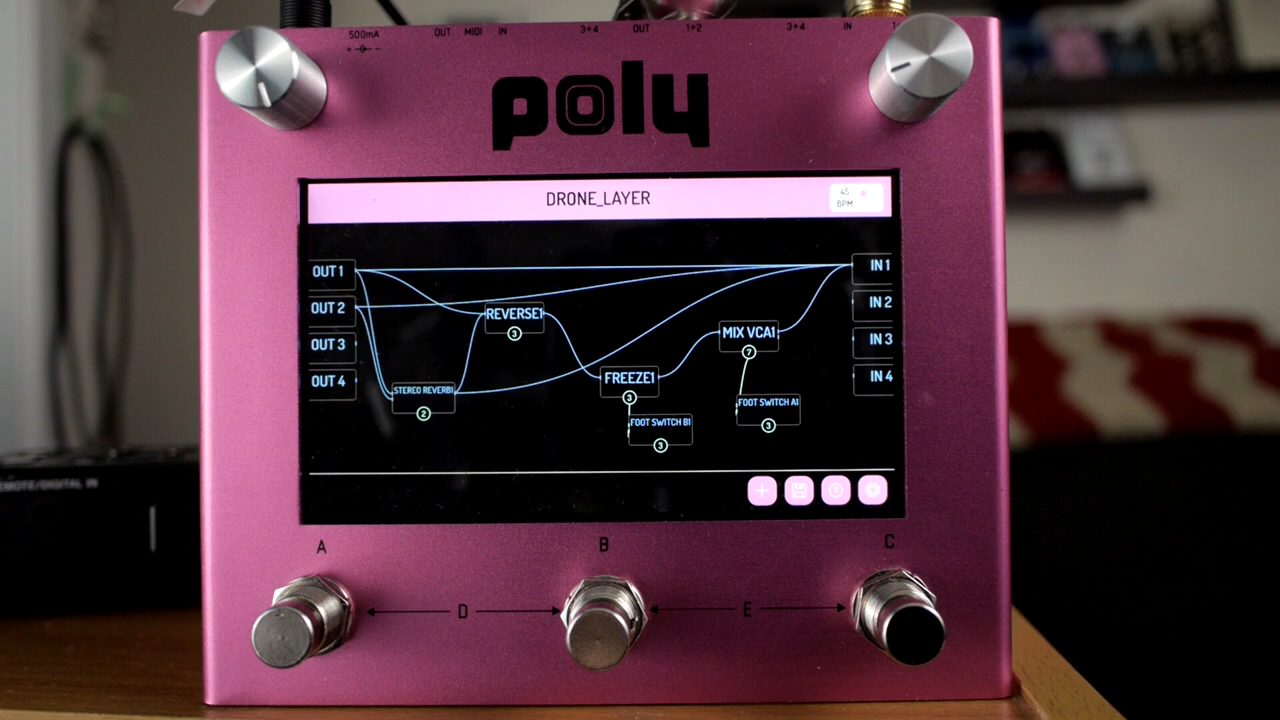 500mA
OUT MIDI IN
3+4 OUT 1+2
3+4 IN
poly
DRONE_LAYER
45
BPM
OUT 1
OUT 2
OUT 3
OUT 4
REVERSE1
3
STEREO REVERB1
2
FREEZE1
3
FOOT SWITCH B1
3
MIX VCA1
7
FOOT SWITCH A1
3
IN 1
IN 2
IN 3
IN 4
A
B
C
D
E
EMOTE/DIGITAL IN